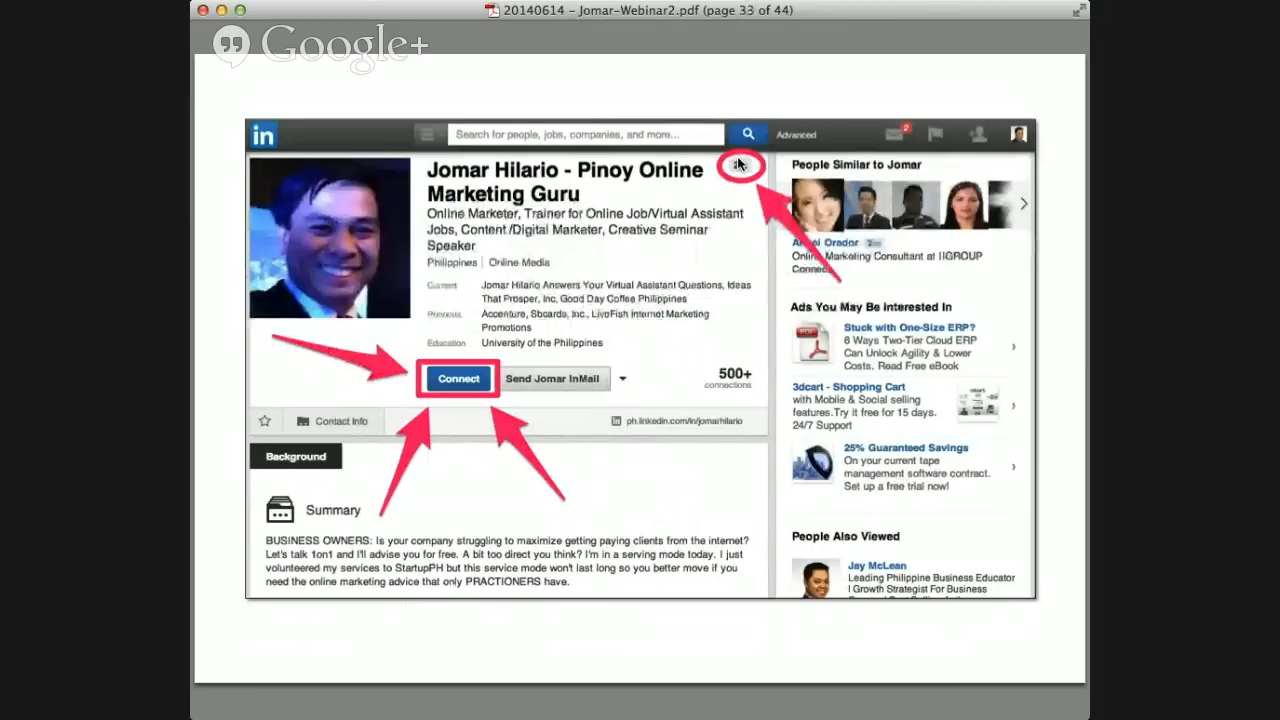 20140614 - Jomar-Webinar2.pdf (page 33 of 44)
Google+
in
Search for people, jobs, companies, and more...
Advanced
2
Jomar Hilario - Pinoy Online
Marketing Guru
Online Marketer, Trainer for Online Job/Virtual Assistant
Jobs, Content /Digital Marketer, Creative Seminar
Speaker
Philippines | Online Media
Current
Jomar Hilario Answers Your Virtual Assistant Questions, Ideas
That Prosper, Inc, Good Day Coffee Philippines
Previous
Accenture, Sbcards, Inc., LiveFish Internet Marketing
Promotions
Education
University of the Philippines
Connect
Send Jomar InMail
500+
connections
Contact Info
ph.linkedin.com/in/jomarhilario
Background
Summary
BUSINESS OWNERS: Is your company struggling to maximize getting paying clients from the internet?
Let's talk 1on1 and I'll advise you for free. A bit too direct you think? I'm in a serving mode today. I just
volunteered my services to StartupPH but this service mode won't last long so you better move if you
need the online marketing advice that only PRACTIONERS have.
People Similar to Jomar
Orador 2nd
Online Marketing Consultant at IIGROUP
Connect
Ads You May Be Interested In
Stuck with One-Size ERP?
6 Ways Two-Tier Cloud ERP
Can Unlock Agility & Lower
Costs. Read Free eBook
3dcart - Shopping Cart
with Mobile & Social selling
features.Try it free for 15 days.
24/7 Support
25% Guaranteed Savings
On your current tape
management software contract.
Set up a free trial now!
People Also Viewed
Jay McLean
Leading Philippine Business Educator
| Growth Strategist For Business